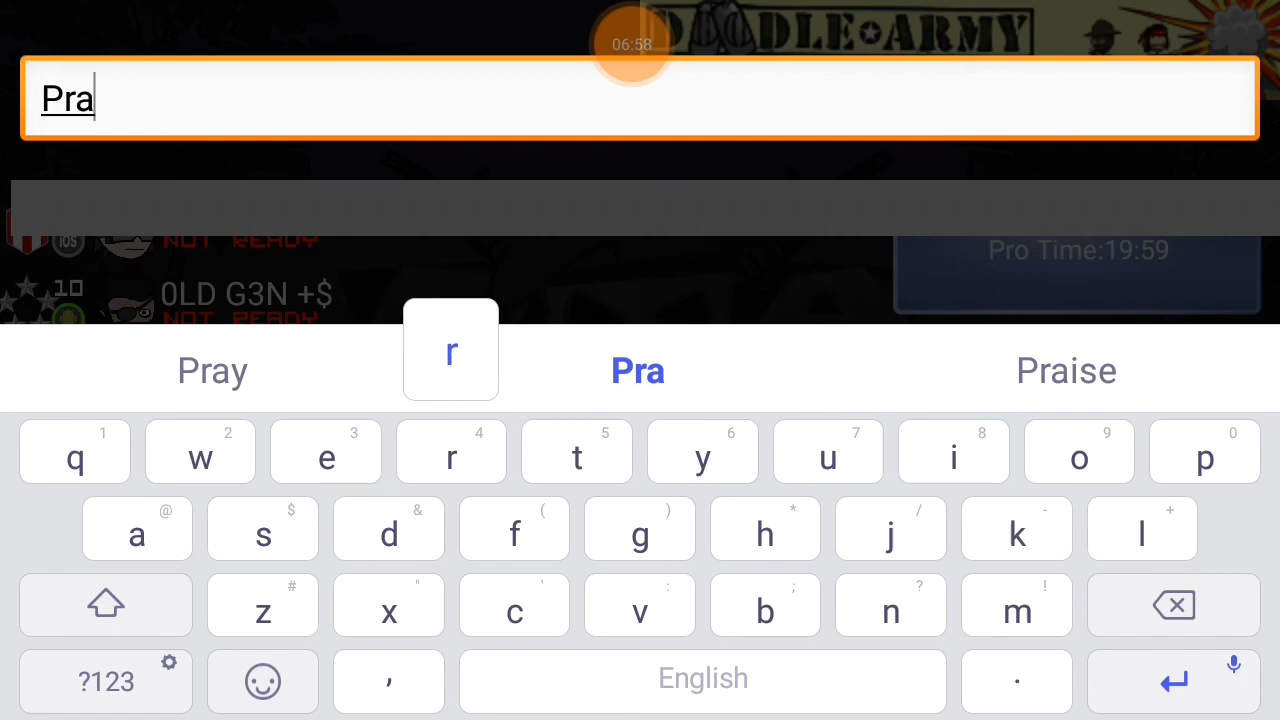 06:58
DOODLE★ARMY
Pra
iOS
NOT READY
Pro Time:19:59
10
0LD G3N +$
NOT READY
r
Pray
Pra
Praise
1 2 3 4 5 6 7 8 9 0
q w e r t y u i o p
@ $ & ( ) * / - +
a s d f g h j k l
# " ' : ; ? !
z x c v b n m
?123 , English .